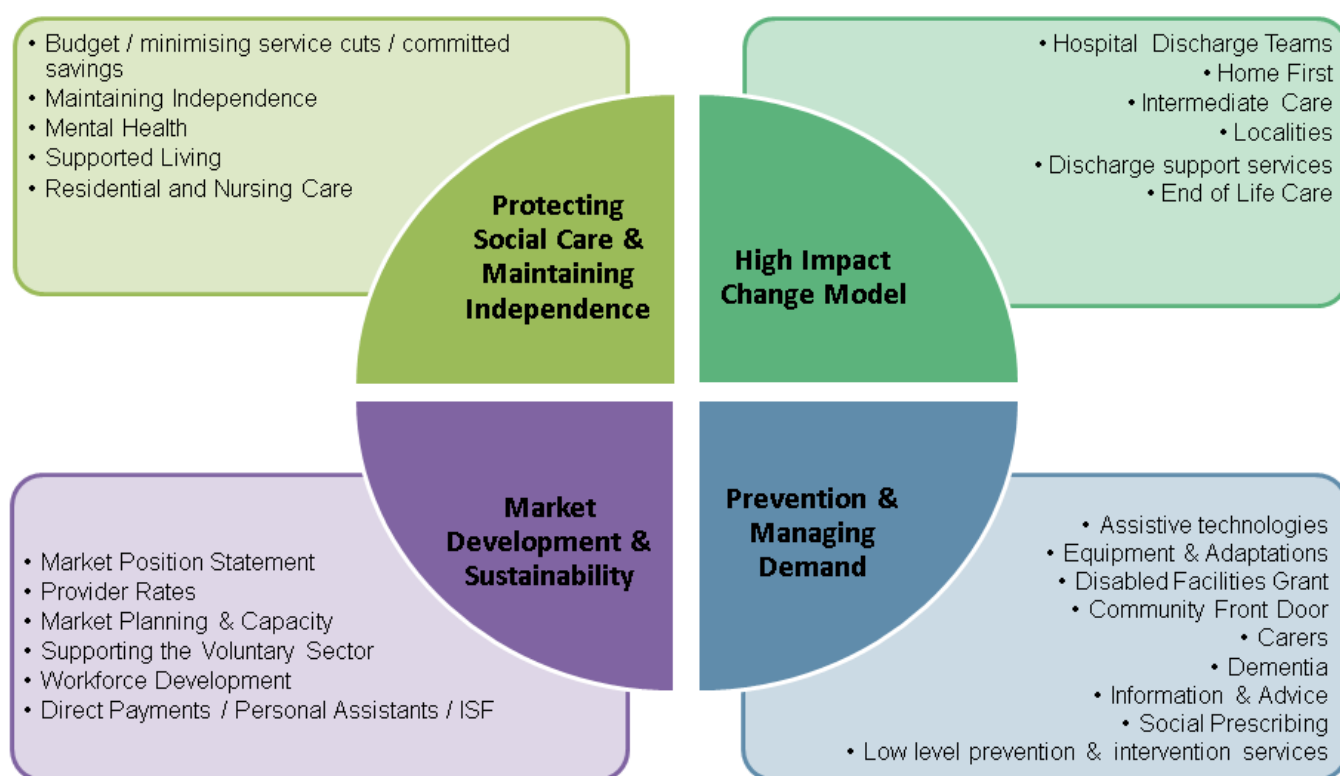 • Budget / minimising service cuts / committed
savings
• Maintaining Independence
• Mental Health
• Supported Living
• Residential and Nursing Care
• Hospital Discharge Teams
• Home First
• Intermediate Care
• Localities
• Discharge support services
• End of Life Care
Protecting
Social Care &
Maintaining
Independence
High Impact
Change Model
Market
Development &
Sustainability
Prevention &
Managing
Demand
• Market Position Statement
• Provider Rates
• Market Planning & Capacity
• Supporting the Voluntary Sector
• Workforce Development
• Direct Payments / Personal Assistants / ISF
• Assistive technologies
• Equipment & Adaptations
• Disabled Facilities Grant
• Community Front Door
• Carers
• Dementia
• Information & Advice
• Social Prescribing
• Low level prevention & intervention services